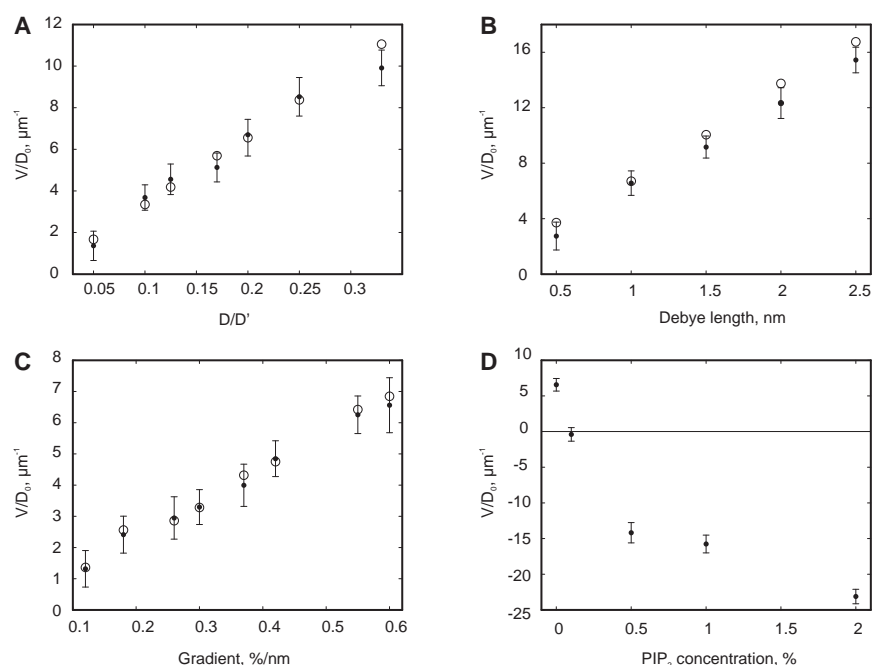 A
12
10
8
6
4
2
0
V/D₀, µm⁻¹
0.05 0.1 0.15 0.2 0.25 0.3
D/D'
B
16
12
8
4
0
V/D₀, µm⁻¹
0.5 1 1.5 2 2.5
Debye length, nm
C
8
7
6
5
4
3
2
1
0
V/D₀, µm⁻¹
0.1 0.2 0.3 0.4 0.5 0.6
Gradient, %/nm
D
10
5
0
-5
-10
-15
-20
-25
V/D₀, µm⁻¹
0 0.5 1 1.5 2
PIP₂ concentration, %